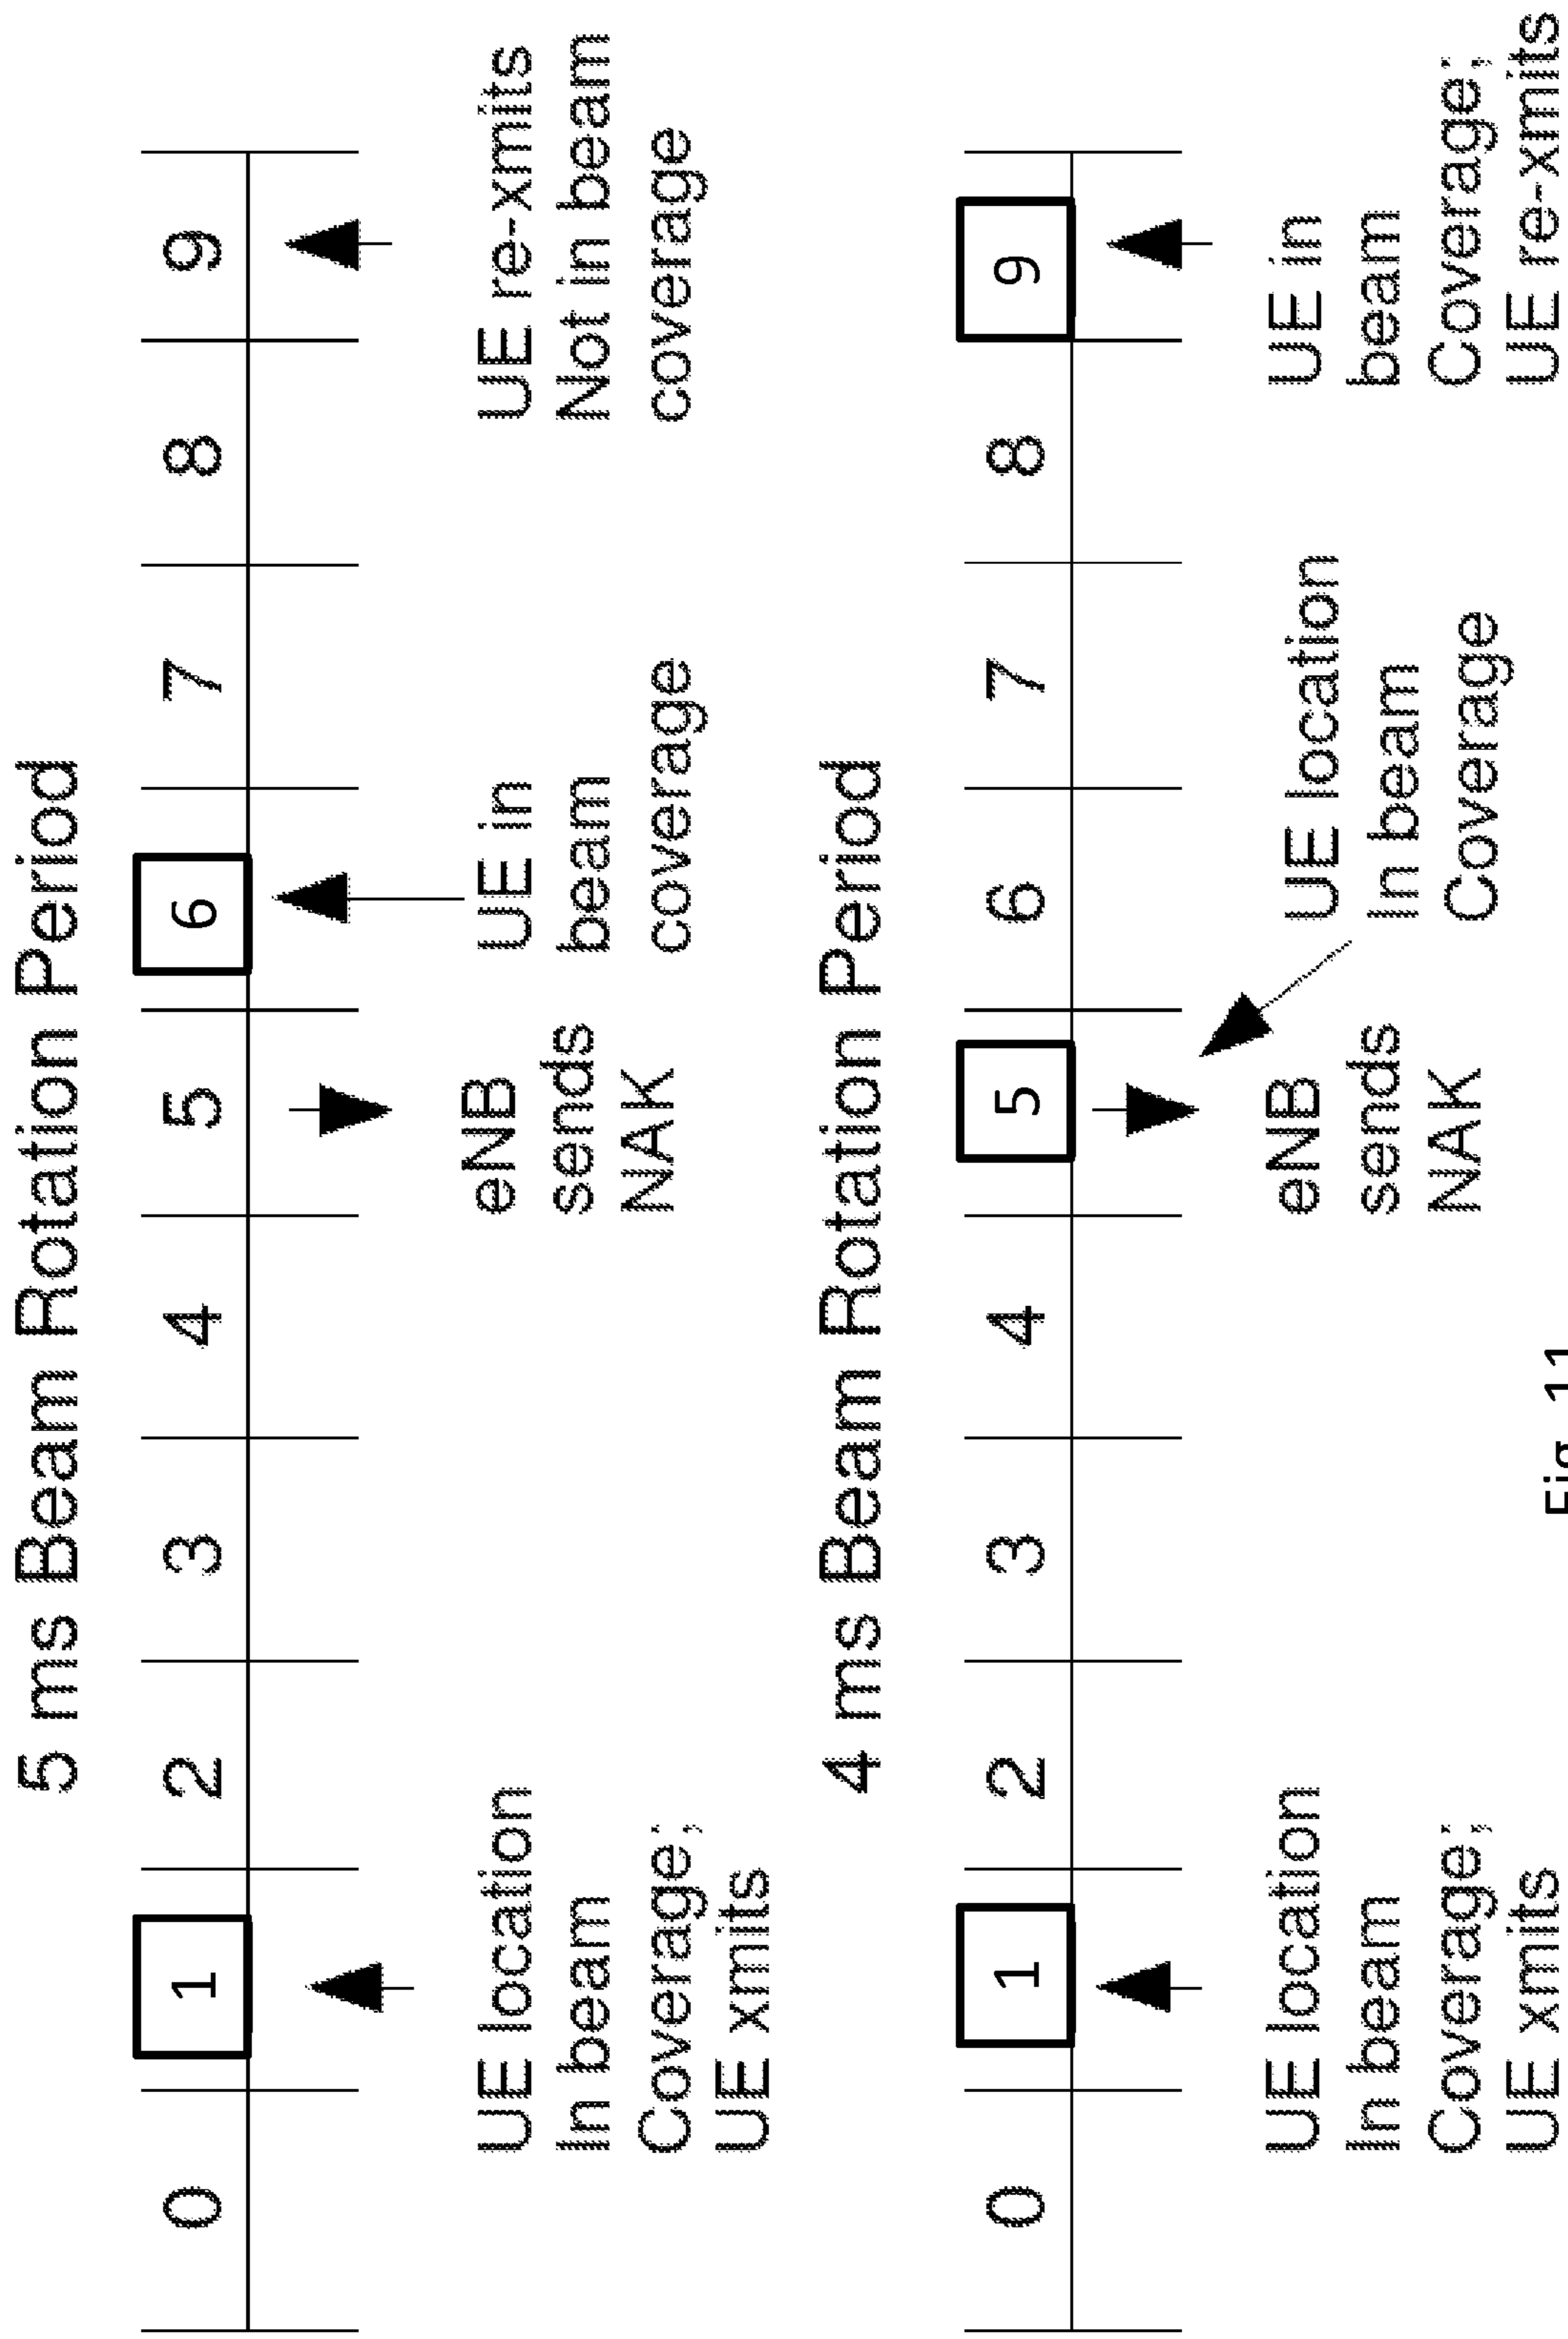 5 ms Beam Rotation Period
0 1 2 3 4 5 6 7 8 9
UE location
In beam
Coverage;
UE xmits
eNB
sends
NAK
UE in
beam
coverage
UE re-xmits
Not in beam
coverage
4 ms Beam Rotation Period
0 1 2 3 4 5 6 7 8 9
UE location
In beam
Coverage;
UE xmits
eNB
sends
NAK
UE location
In beam
Coverage
UE in
beam
Coverage;
UE re-xmits
Fig. 11